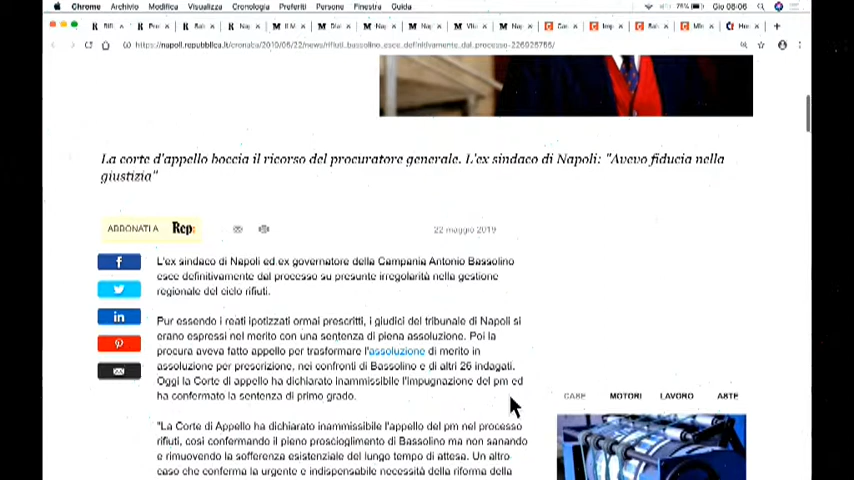 Chrome Archivio Modifica Visualizza Cronologia Preferiti Persone Finestra Guida
Gio 08:06
La corte d'appello boccia il ricorso del procuratore generale. L'ex sindaco di Napoli: "Avevo fiducia nella
giustizia"
ABBONATI A Rep:
22 maggio 2019
L'ex sindaco di Napoli ed ex governatore della Campania Antonio Bassolino
esce definitivamente dal processo su presunte irregolarità nella gestione
regionale del ciclo rifiuti.
Pur essendo i reati ipotizzati ormai prescritti, i giudici del tribunale di Napoli si
erano espressi nel merito con una sentenza di piena assoluzione. Poi la
procura aveva fatto appello per trasformare l'assoluzione di merito in
assoluzione per prescrizione, nei confronti di Bassolino e di altri 26 indagati.
Oggi la Corte di appello ha dichiarato inammissibile l'impugnazione del pm ed
ha confermato la sentenza di primo grado.
CASE MOTORI LAVORO ASTE
"La Corte di Appello ha dichiarato inammissibile l'appello del pm nel processo
rifiuti, così confermando il pieno proscioglimento di Bassolino ma non sanando
e rimuovendo la sofferenza esistenziale del lungo tempo di attesa. Un altro
caso che conferma la urgente e indispensabile necessità della riforma della